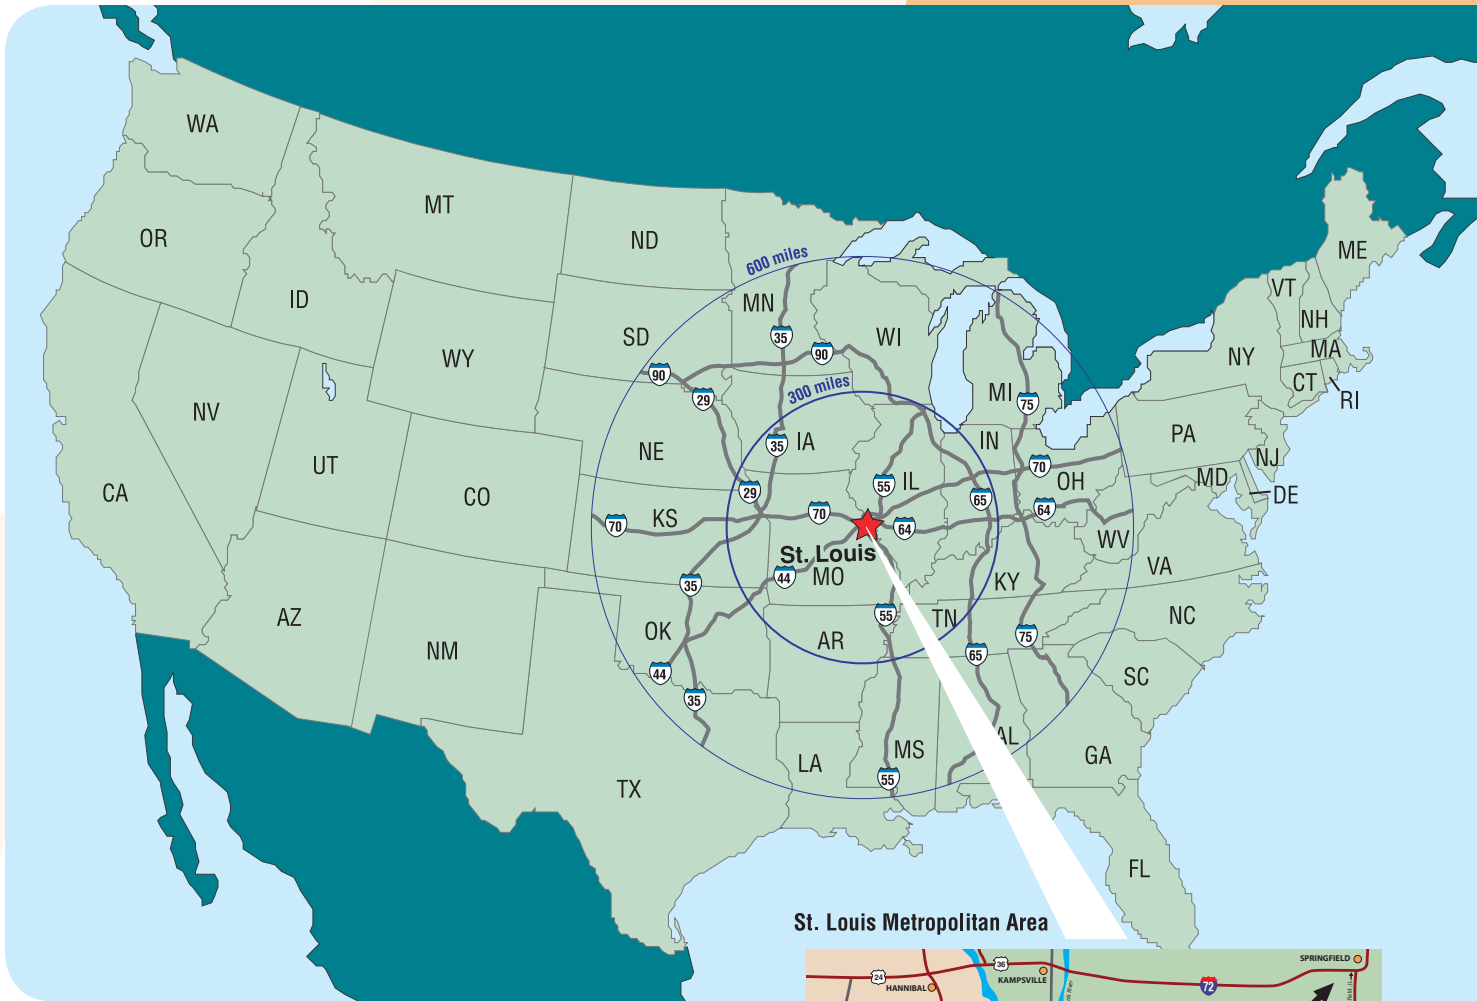 WA
MT
ND
OR
ID
WY
SD
MN
WI
MI
ME
VT
NH
NY
MA
CT
RI
600 miles
300 miles
35
90
90
29
75
NV
UT
CO
CA
NE
IA
35
IL
IN
PA
NJ
OH
MD
DE
70
55
29
65
64
KS
70
70
64
WV
VA
St. Louis
MO
44
35
KY
AZ
NM
OK
AR
55
TN
75
65
NC
SC
44
35
TX
LA
MS
AL
GA
55
FL
St. Louis Metropolitan Area
SPRINGFIELD
36
24
KAMPSVILLE
HANNIBAL
72